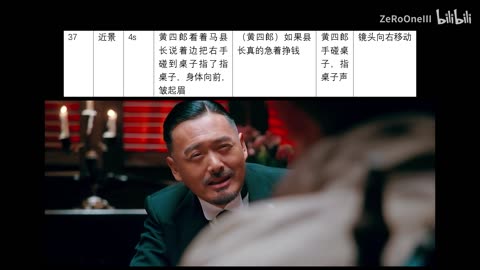 ZeRoOneIII bilibili
37 近景 4s 黄四郎看着马县 （黄四郎）如果县 黄四郎 镜头向右移动
长说着边把右手 长真的急着挣钱 手碰桌
碰到桌子指了指 子，指
桌子，身体向前， 桌子声
皱起眉